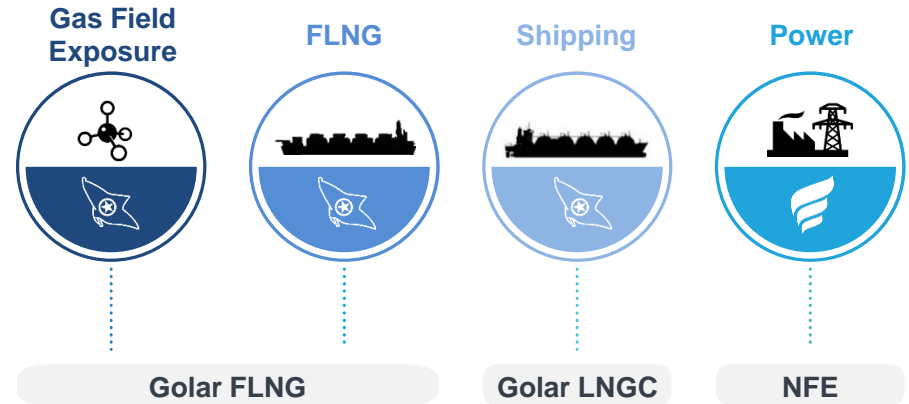 Gas Field
Exposure
FLNG
Shipping
Power
Golar FLNG
Golar LNGC
NFE